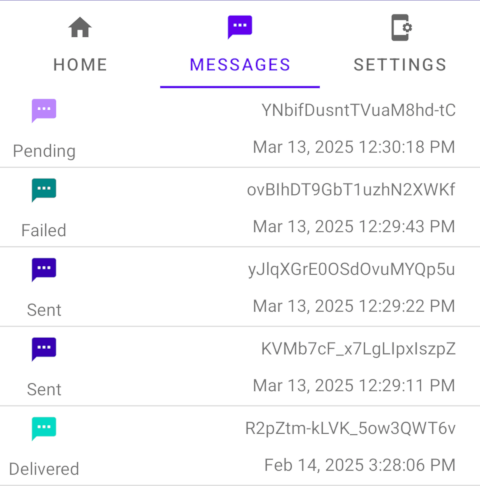 HOME MESSAGES SETTINGS
YNbifDusntTVuaM8hd-tC
Pending Mar 13, 2025 12:30:18 PM
ovBIhDT9GbT1uzhN2XWKf
Failed Mar 13, 2025 12:29:43 PM
yJlqXGrE0OSdOvuMYQp5u
Sent Mar 13, 2025 12:29:22 PM
KVMb7cF_x7LgLIpxIszpZ
Sent Mar 13, 2025 12:29:11 PM
R2pZtm-kLVK_5ow3QWT6v
Delivered Feb 14, 2025 3:28:06 PM